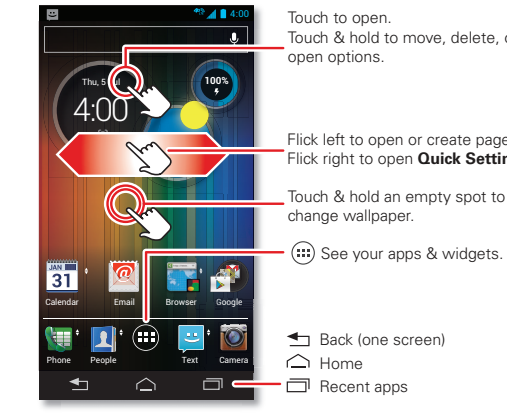 4:00
Thu, 5
4:00
100%
JAN
31
Calendar
Email
Browser
Google
Phone
People
Text
Camera
Touch to open.
Touch & hold to move, delete,
open options.
Flick left to open or create
Flick right to open Quick
Touch & hold an empty spot to
change wallpaper.
See your apps & widgets.
Back (one screen)
Home
Recent apps